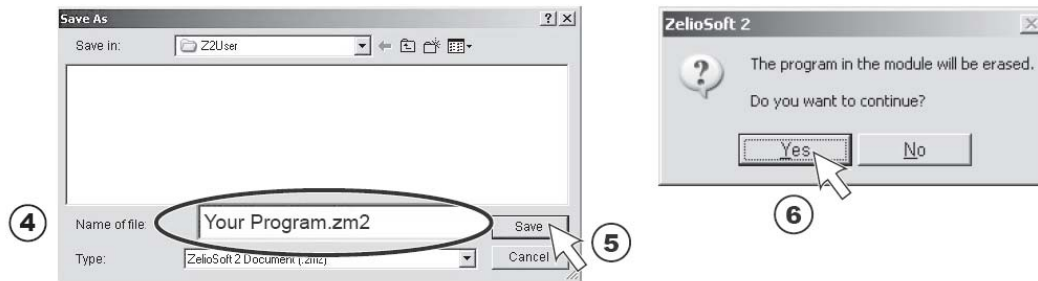 Save As
Save in:
Z2User
4
Name of file:
Your Program.zm2
Save
5
Type:
ZelioSoft 2 Document (.zm2)
Cancel
ZelioSoft 2
The program in the module will be erased.
Do you want to continue?
Yes
No
6